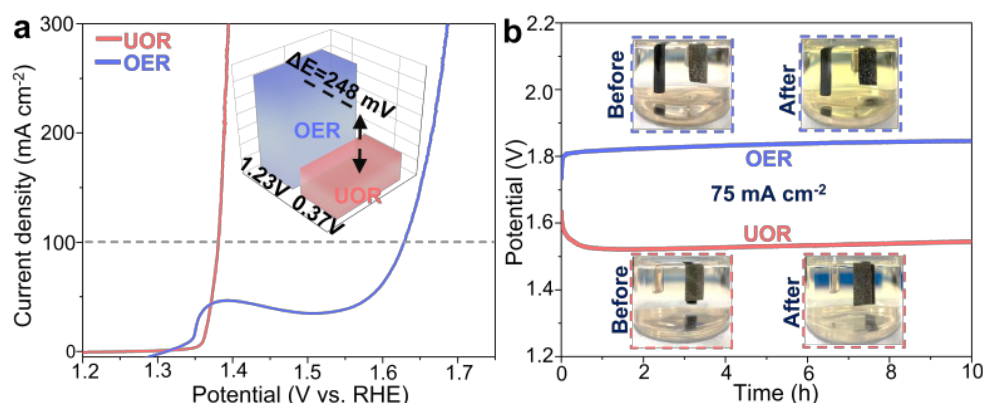 a
UOR
OER
300
200
100
0
Current density (mA cm⁻²)
1.2
1.3
1.4
1.5
1.6
1.7
Potential (V vs. RHE)
ΔE=248 mV
OER
UOR
1.23V
0.37V
b
2.2
2.0
1.8
1.6
1.4
1.2
Potential (V)
0
2
4
6
8
10
Time (h)
Before
After
OER
75 mA cm⁻²
UOR
Before
After